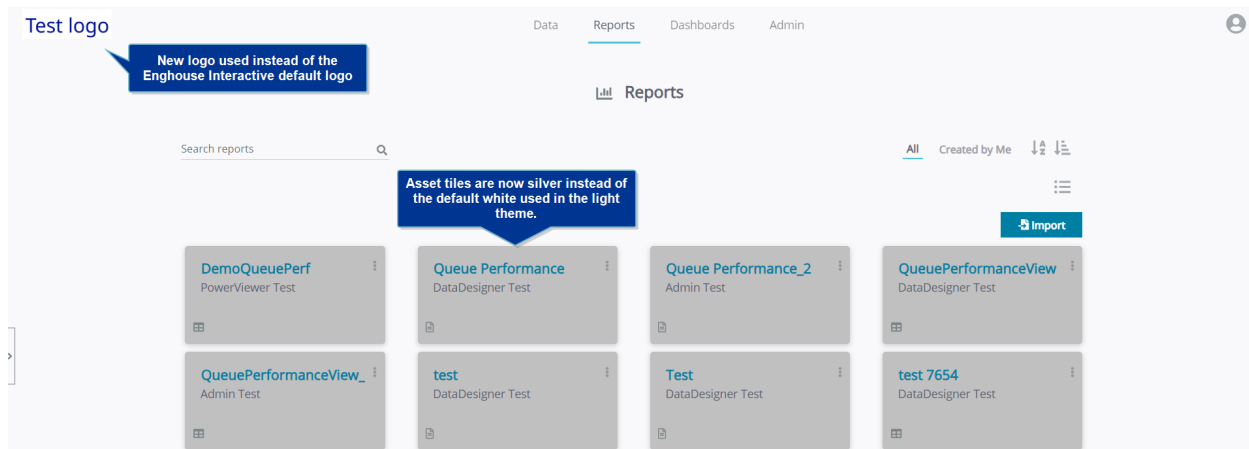 Test logo
Data Reports Dashboards Admin
New logo used instead of the
Enghouse Interactive default logo
Reports
Search reports
All Created by Me
Asset tiles are now silver instead of
the default white used in the light
theme.
Import
DemoQueuePerf
PowerViewer Test
Queue Performance
DataDesigner Test
Queue Performance_2
Admin Test
QueuePerformanceView
DataDesigner Test
QueuePerformanceView_
Admin Test
test
DataDesigner Test
Test
DataDesigner Test
test 7654
DataDesigner Test